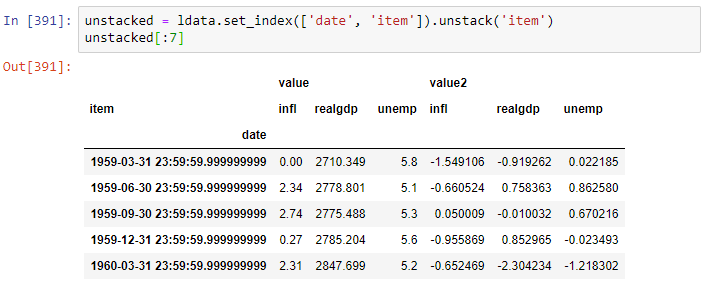 In [391]: unstacked = ldata.set_index(['date', 'item']).unstack('item')
unstacked[:7]
Out[391]:
value value2
item infl realgdp unemp infl realgdp unemp
date
1959-03-31 23:59:59.999999999 0.00 2710.349 5.8 -1.549106 -0.919262 0.022185
1959-06-30 23:59:59.999999999 2.34 2778.801 5.1 -0.660524 0.758363 0.862580
1959-09-30 23:59:59.999999999 2.74 2775.488 5.3 0.050009 -0.010032 0.670216
1959-12-31 23:59:59.999999999 0.27 2785.204 5.6 -0.955869 0.852965 -0.023493
1960-03-31 23:59:59.999999999 2.31 2847.699 5.2 -0.652469 -2.304234 -1.218302